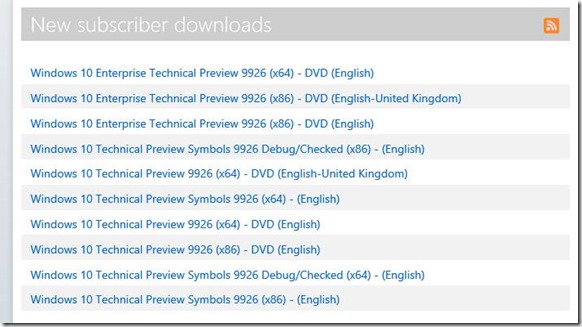 New subscriber downloads
Windows 10 Enterprise Technical Preview 9926 (x64) - DVD (English)
Windows 10 Enterprise Technical Preview 9926 (x86) - DVD (English-United Kingdom)
Windows 10 Enterprise Technical Preview 9926 (x86) - DVD (English)
Windows 10 Technical Preview Symbols 9926 Debug/Checked (x86) - (English)
Windows 10 Technical Preview 9926 (x64) - DVD (English-United Kingdom)
Windows 10 Technical Preview Symbols 9926 (x64) - (English)
Windows 10 Technical Preview 9926 (x64) - DVD (English)
Windows 10 Technical Preview 9926 (x86) - DVD (English)
Windows 10 Technical Preview Symbols 9926 Debug/Checked (x64) - (English)
Windows 10 Technical Preview Symbols 9926 (x86) - (English)